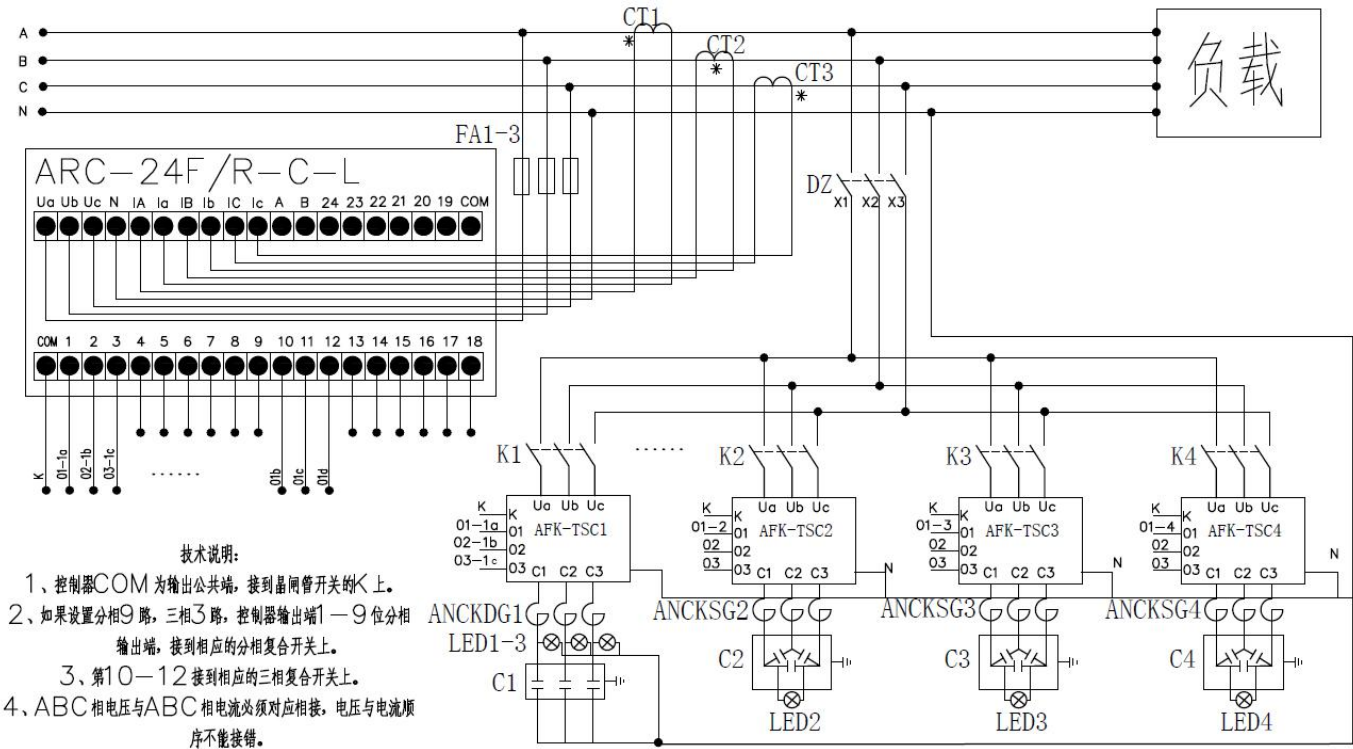 CT1
A
*
CT2
B
*
CT3
C
*
N
负载
FA1-3
ARC-24F/R-C-L
Ua Ub Uc N IA Ia IB Ib IC Ic A B 24 23 22 21 20 19 COM
DZ
X1 X2 X3
COM 1 2 3 4 5 6 7 8 9 10 11 12 13 14 15 16 17 18
K 01-1a 02-1b 03-1c ...... 01b 01c 01d
K1 ...... K2 K3 K4
Ua Ub Uc
K
K
AFK-TSC1
01-1a 01
02-1b 02
03-1c 03
C1 C2 C3
Ua Ub Uc
K
K
AFK-TSC2
01-2 01
02 02
03 03
C1 C2 C3
N
Ua Ub Uc
K
K
AFK-TSC3
01-3 01
02 02
03 03
C1 C2 C3
N
Ua Ub Uc
K
K
AFK-TSC4
01-4 01
02 02
03 03
C1 C2 C3
N
ANCKDG1 ANCKSG2 ANCKSG3 ANCKSG4
LED1-3
C1 C2 C3 C4
LED2 LED3 LED4
技术说明:
1、控制器COM为输出公共端，接到晶闸管开关的K上。
2、如果设置分相9路，三相3路，控制器输出端1-9位分相
输出端，接到相应的分相复合开关上。
3、第10-12接到相应的三相复合开关上。
4、ABC相电压与ABC相电流必须对应相接，电压与电流顺
序不能接错。